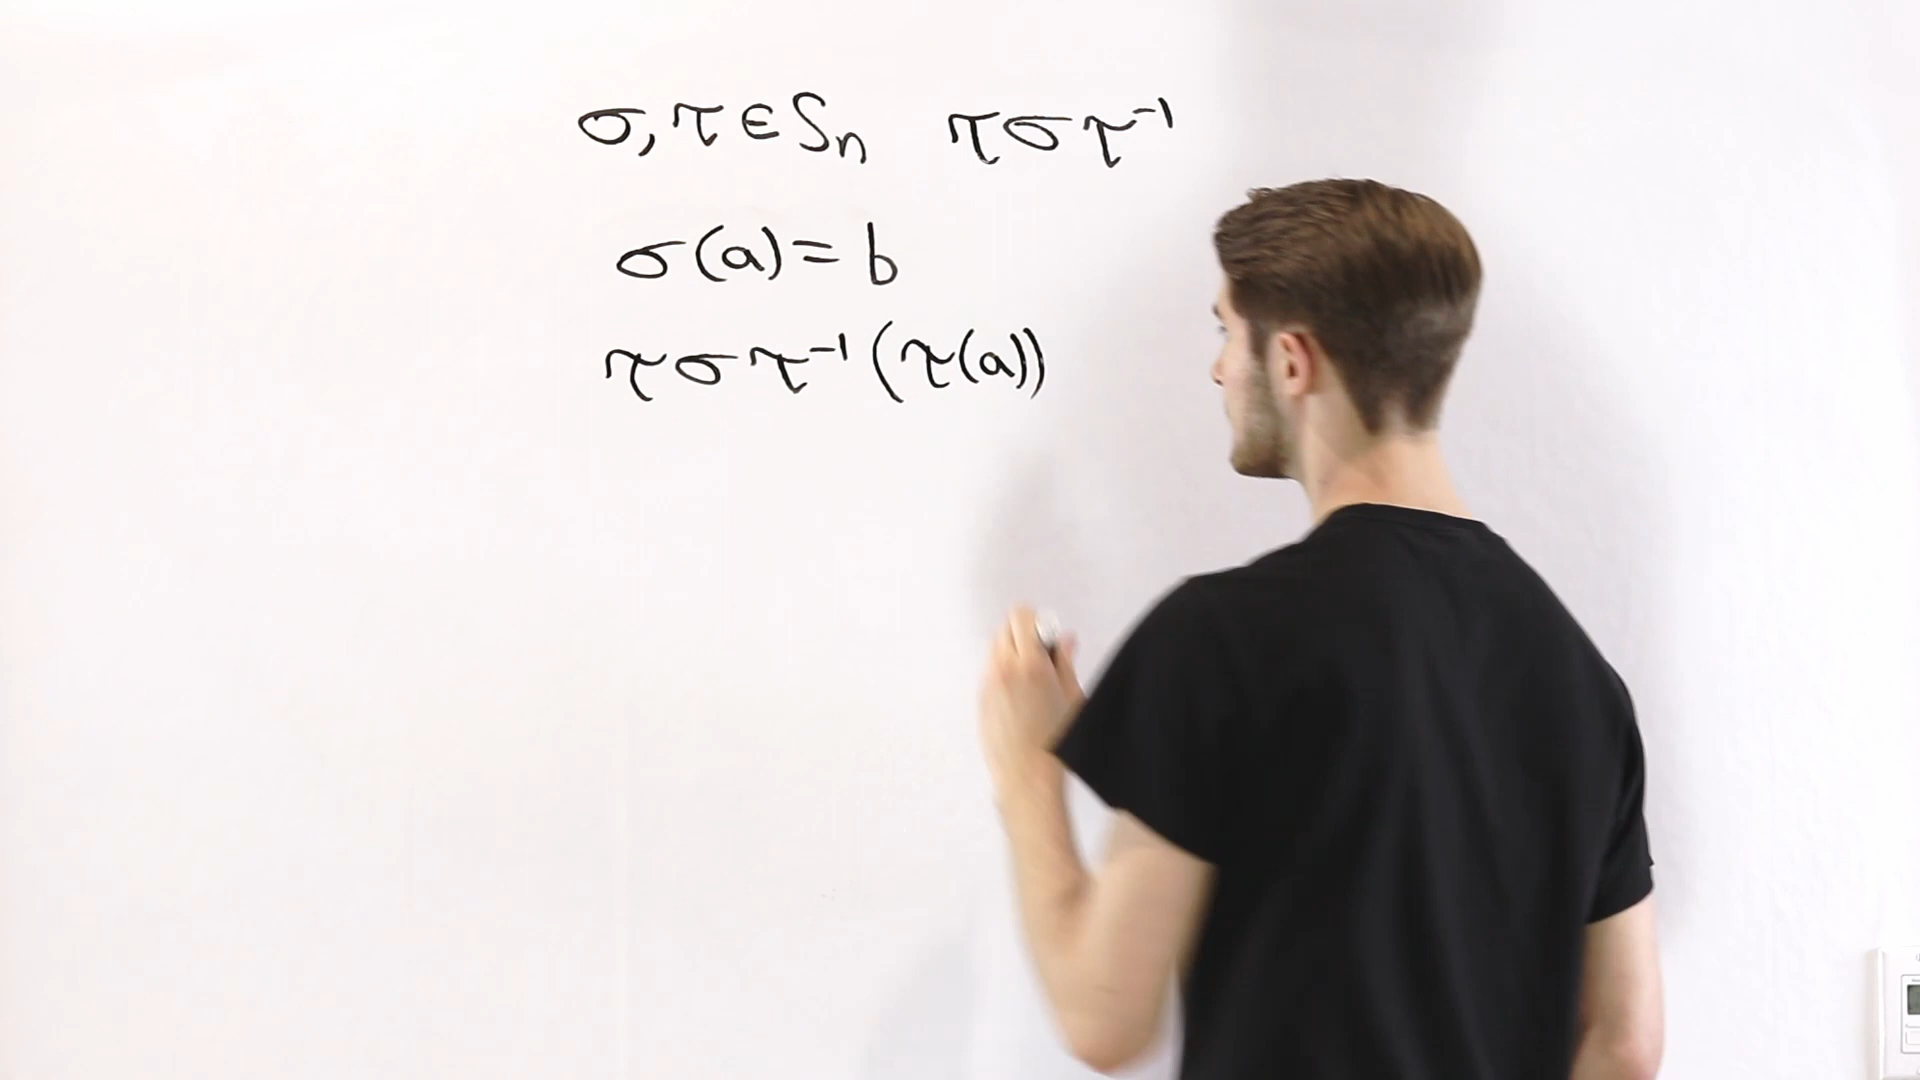 σ, τ ∈ Sₙ   τστ⁻¹
σ(a) = b
τστ⁻¹(τ(a))